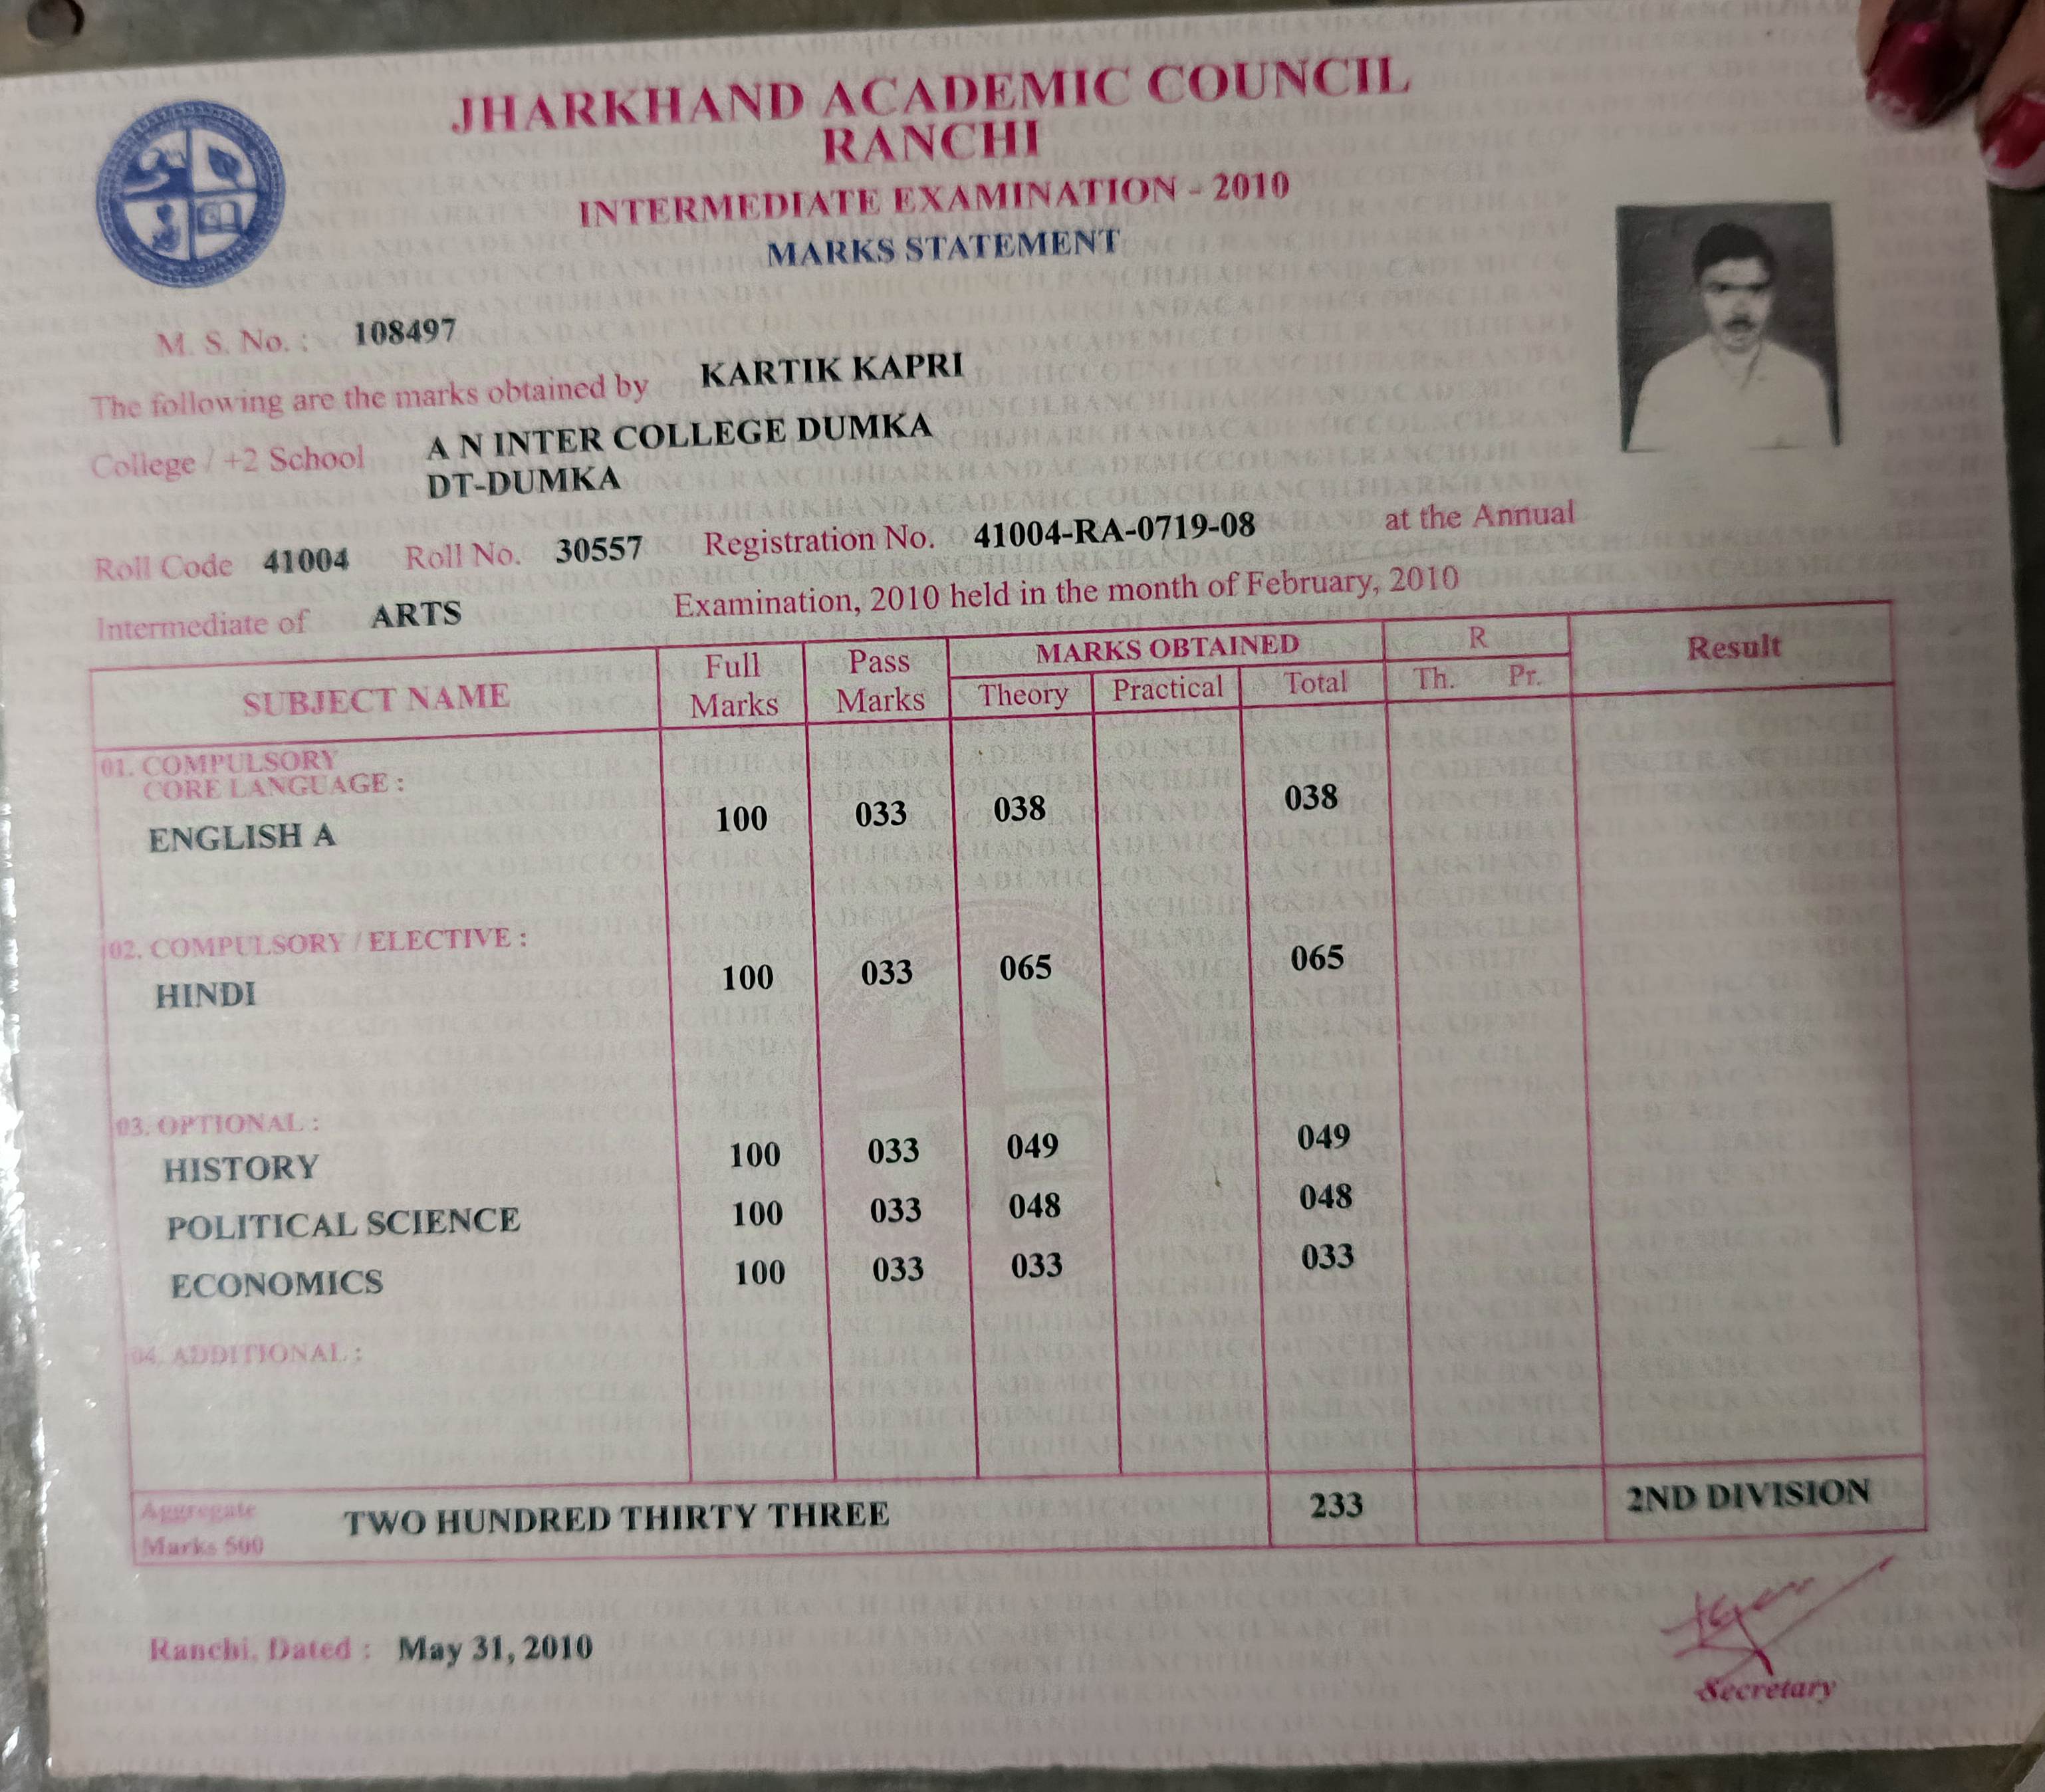 JHARKHAND ACADEMIC COUNCIL
RANCHI
INTERMEDIATE EXAMINATION - 2010
MARKS STATEMENT
M. S. No. : 108497
The following are the marks obtained by KARTIK KAPRI
College / +2 School A N INTER COLLEGE DUMKA
DT-DUMKA
Roll Code 41004 Roll No. 30557 Registration No. 41004-RA-0719-08 at the Annual
Intermediate of ARTS Examination, 2010 held in the month of February, 2010
SUBJECT NAME Full Marks Pass Marks MARKS OBTAINED R Result
Theory Practical Total Th. Pr.
01. COMPULSORY
CORE LANGUAGE :
ENGLISH A 100 033 038 038
02. COMPULSORY / ELECTIVE :
HINDI 100 033 065 065
03. OPTIONAL :
HISTORY 100 033 049 049
POLITICAL SCIENCE 100 033 048 048
ECONOMICS 100 033 033 033
04. ADDITIONAL :
Aggregate
Marks 500 TWO HUNDRED THIRTY THREE 233 2ND DIVISION
Ranchi, Dated : May 31, 2010
Secretary